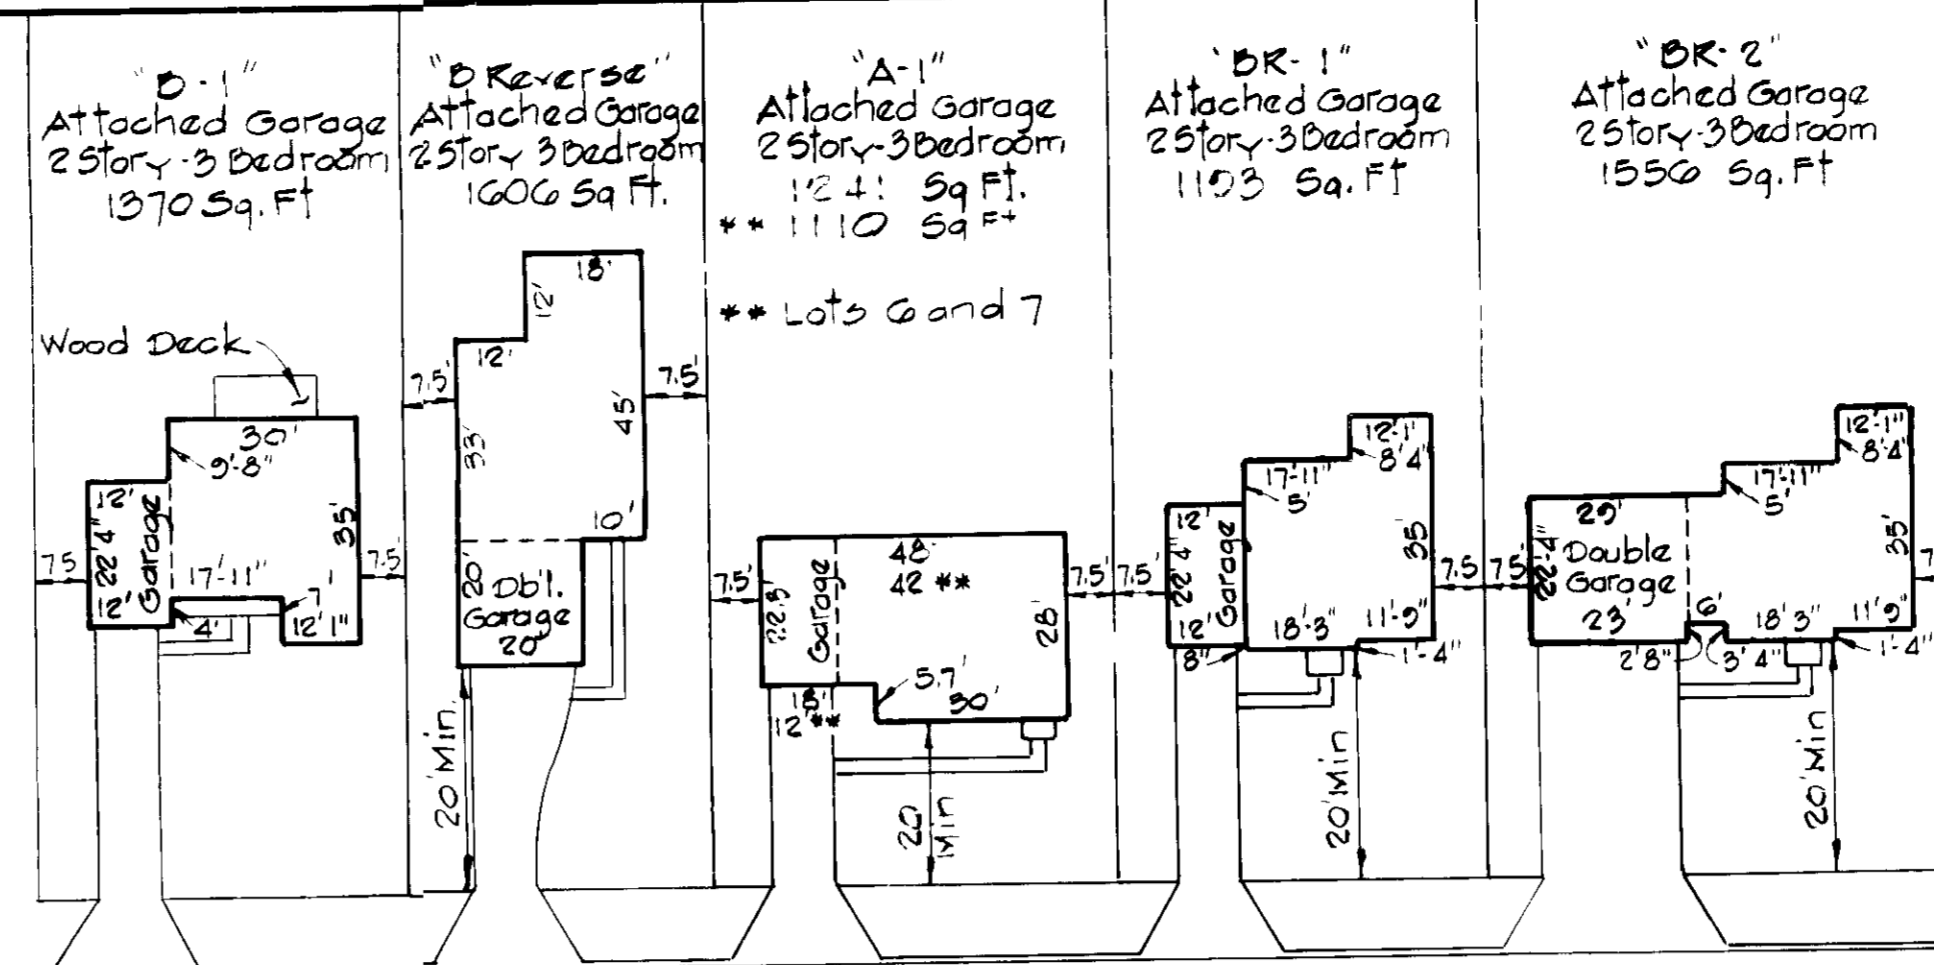 "B-1"
Attached Garage
2 Story-3 Bedroom
1370 Sq. Ft
Wood Deck
30'
9'-8"
12'
22'4"
Garage
35'
7.5
7.5'
17'-11"
7'
12'
4'
12'1"
"B Reverse"
Attached Garage
2 Story 3 Bedroom
1606 Sq Ft.
18'
12'
12'
7.5'
7.5'
33'
45'
10'
20'
Db'l.
Garage
20'
20' Min.
"A-1"
Attached Garage
2 Story-3 Bedroom
1241 Sq Ft.
** 1110 Sq Ft
** Lots 6 and 7
48'
42 **
7.5'
22.3'
Garage
28'
7.5'
5.7'
18'
30'
12' **
20
Min
"BR-1"
Attached Garage
2 Story-3 Bedroom
Sq. Ft
12'-1"
8'4"
17'-11"
5'
12'
22'4"
Garage
35'
7.5'
7.5
12'
18'-3"
11'-9"
8"
1'-4"
20' Min
"BR-2"
Attached Garage
2 Story-3 Bedroom
1556 Sq. Ft
12'-1"
8'4"
17'-11"
5'
29'
22'-4"
Double
Garage
35'
7.5'
23'
6'
18'3"
11'9"
2'8"
3'4"
1'-4"
20' Min